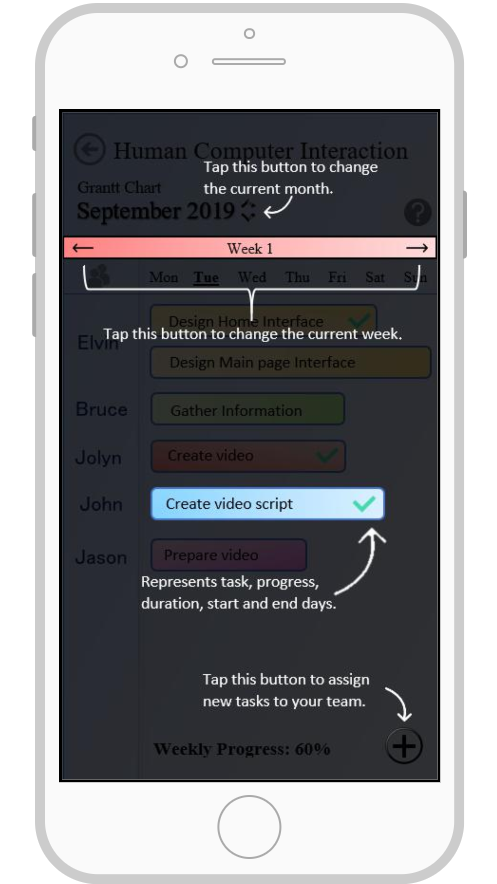 Human Computer Interaction
Tap this button to change
the current month.
Grantt Chart
September 2019
?
Week 1
Mon Tue Wed Thu Fri Sat Sun
Design Home Interface
Tap this button to change the current week.
Elvin
Design Main page Interface
Bruce
Gather Information
Jolyn
Create video
John
Create video script
Jason
Prepare video
Represents task, progress,
duration, start and end days.
Tap this button to assign
new tasks to your team.
Weekly Progress: 60%